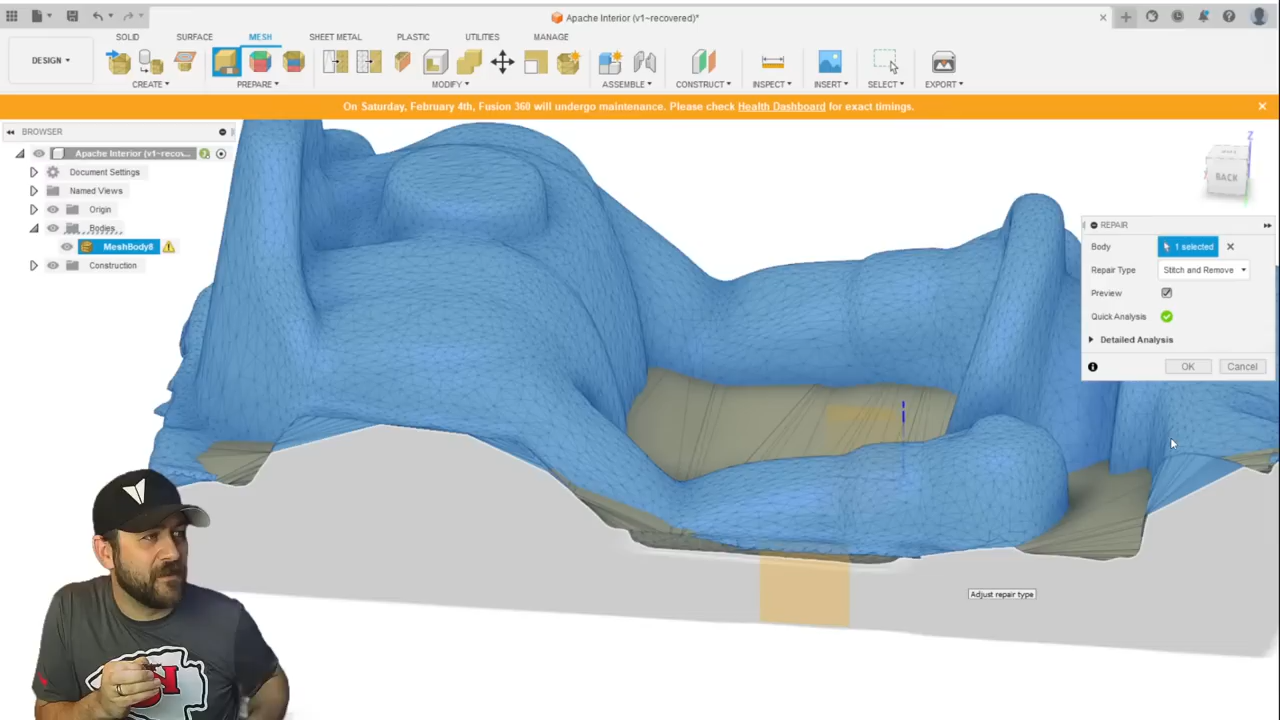 Apache Interior (v1~recovered)*
DESIGN
SOLID SURFACE MESH SHEET METAL PLASTIC UTILITIES MANAGE
CREATE PREPARE MODIFY ASSEMBLE CONSTRUCT INSPECT INSERT SELECT EXPORT
On Saturday, February 4th, Fusion 360 will undergo maintenance. Please check Health Dashboard for exact timings.
BROWSER
Apache Interior (v1~recov...
Document Settings
Named Views
Origin
Bodies
MeshBody8
Construction
Z
BACK
REPAIR
Body 1 selected
Repair Type Stitch and Remove
Preview
Quick Analysis
Detailed Analysis
OK Cancel
Adjust repair type